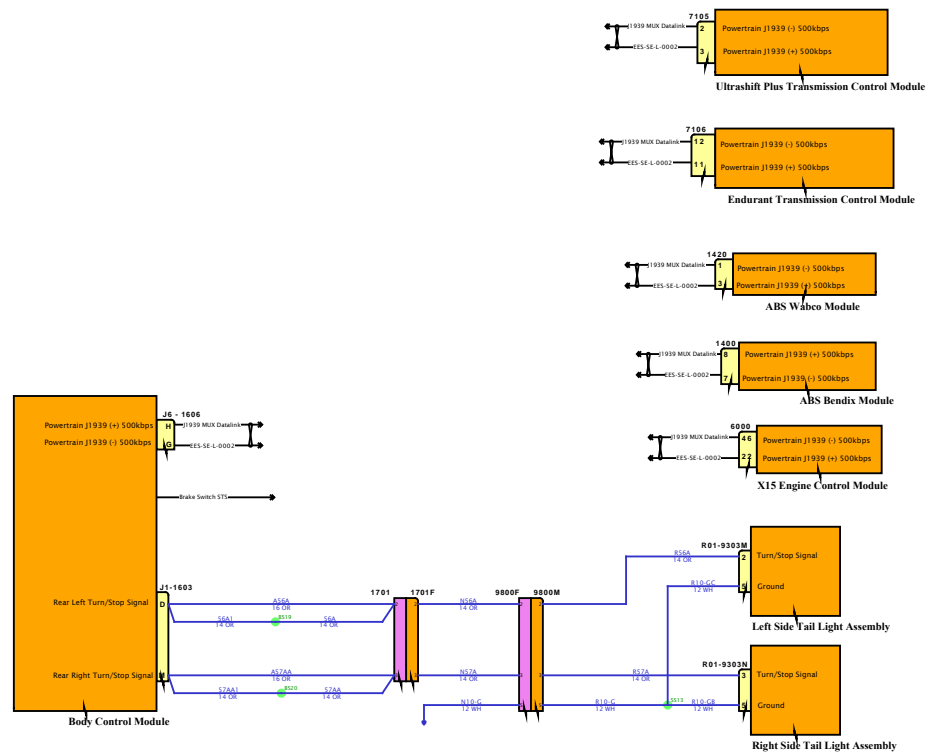 7105
J1939 MUX Datalink
2
Powertrain J1939 (-) 500kbps
EES-SE-L-0002
3
Powertrain J1939 (+) 500kbps
Ultrashift Plus Transmission Control Module
7106
J1939 MUX Datalink
12
Powertrain J1939 (-) 500kbps
EES-SE-L-0002
11
Powertrain J1939 (+) 500kbps
Endurant Transmission Control Module
1420
J1939 MUX Datalink
1
Powertrain J1939 (-) 500kbps
EES-SE-L-0002
3
Powertrain J1939 (+) 500kbps
ABS Wabco Module
1400
J1939 MUX Datalink
8
Powertrain J1939 (+) 500kbps
EES-SE-L-0002
7
Powertrain J1939 (-) 500kbps
ABS Bendix Module
6000
J1939 MUX Datalink
46
Powertrain J1939 (-) 500kbps
EES-SE-L-0002
22
Powertrain J1939 (+) 500kbps
X15 Engine Control Module
J6 - 1606
Powertrain J1939 (+) 500kbps
H
J1939 MUX Datalink
Powertrain J1939 (-) 500kbps
G
EES-SE-L-0002
Brake Switch STS
J1-1603
Rear Left Turn/Stop Signal
D
A56A
16 OR
56A1
14 OR
BS19
56A
14 OR
Rear Right Turn/Stop Signal
M
A57AA
16 OR
57AA1
14 OR
BS20
57AA
14 OR
Body Control Module
1701
1701F
N56A
14 OR
N57A
14 OR
N10-G
12 WH
9800F
9800M
R56A
14 OR
R57A
14 OR
R10-G
12 WH
SS13
R10-GC
12 WH
R10-GB
12 WH
R01-9303M
2
Turn/Stop Signal
5
Ground
Left Side Tail Light Assembly
R01-9303N
3
Turn/Stop Signal
5
Ground
Right Side Tail Light Assembly